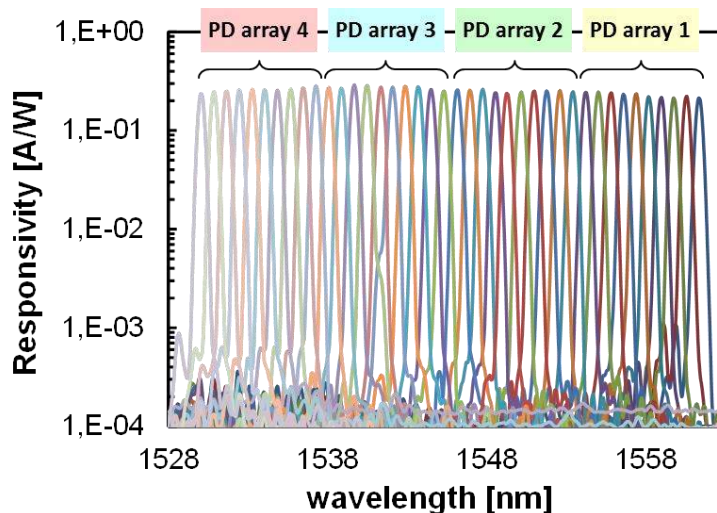 1,E+00
PD array 4
PD array 3
PD array 2
PD array 1
1,E-01
1,E-02
1,E-03
1,E-04
Responsivity [A/W]
1528
1538
1548
1558
wavelength [nm]